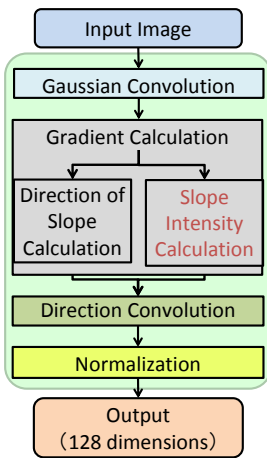 Input Image
Gaussian Convolution
Gradient Calculation
Direction of
Slope
Calculation
Slope
Intensity
Calculation
Direction Convolution
Normalization
Output
（128 dimensions）